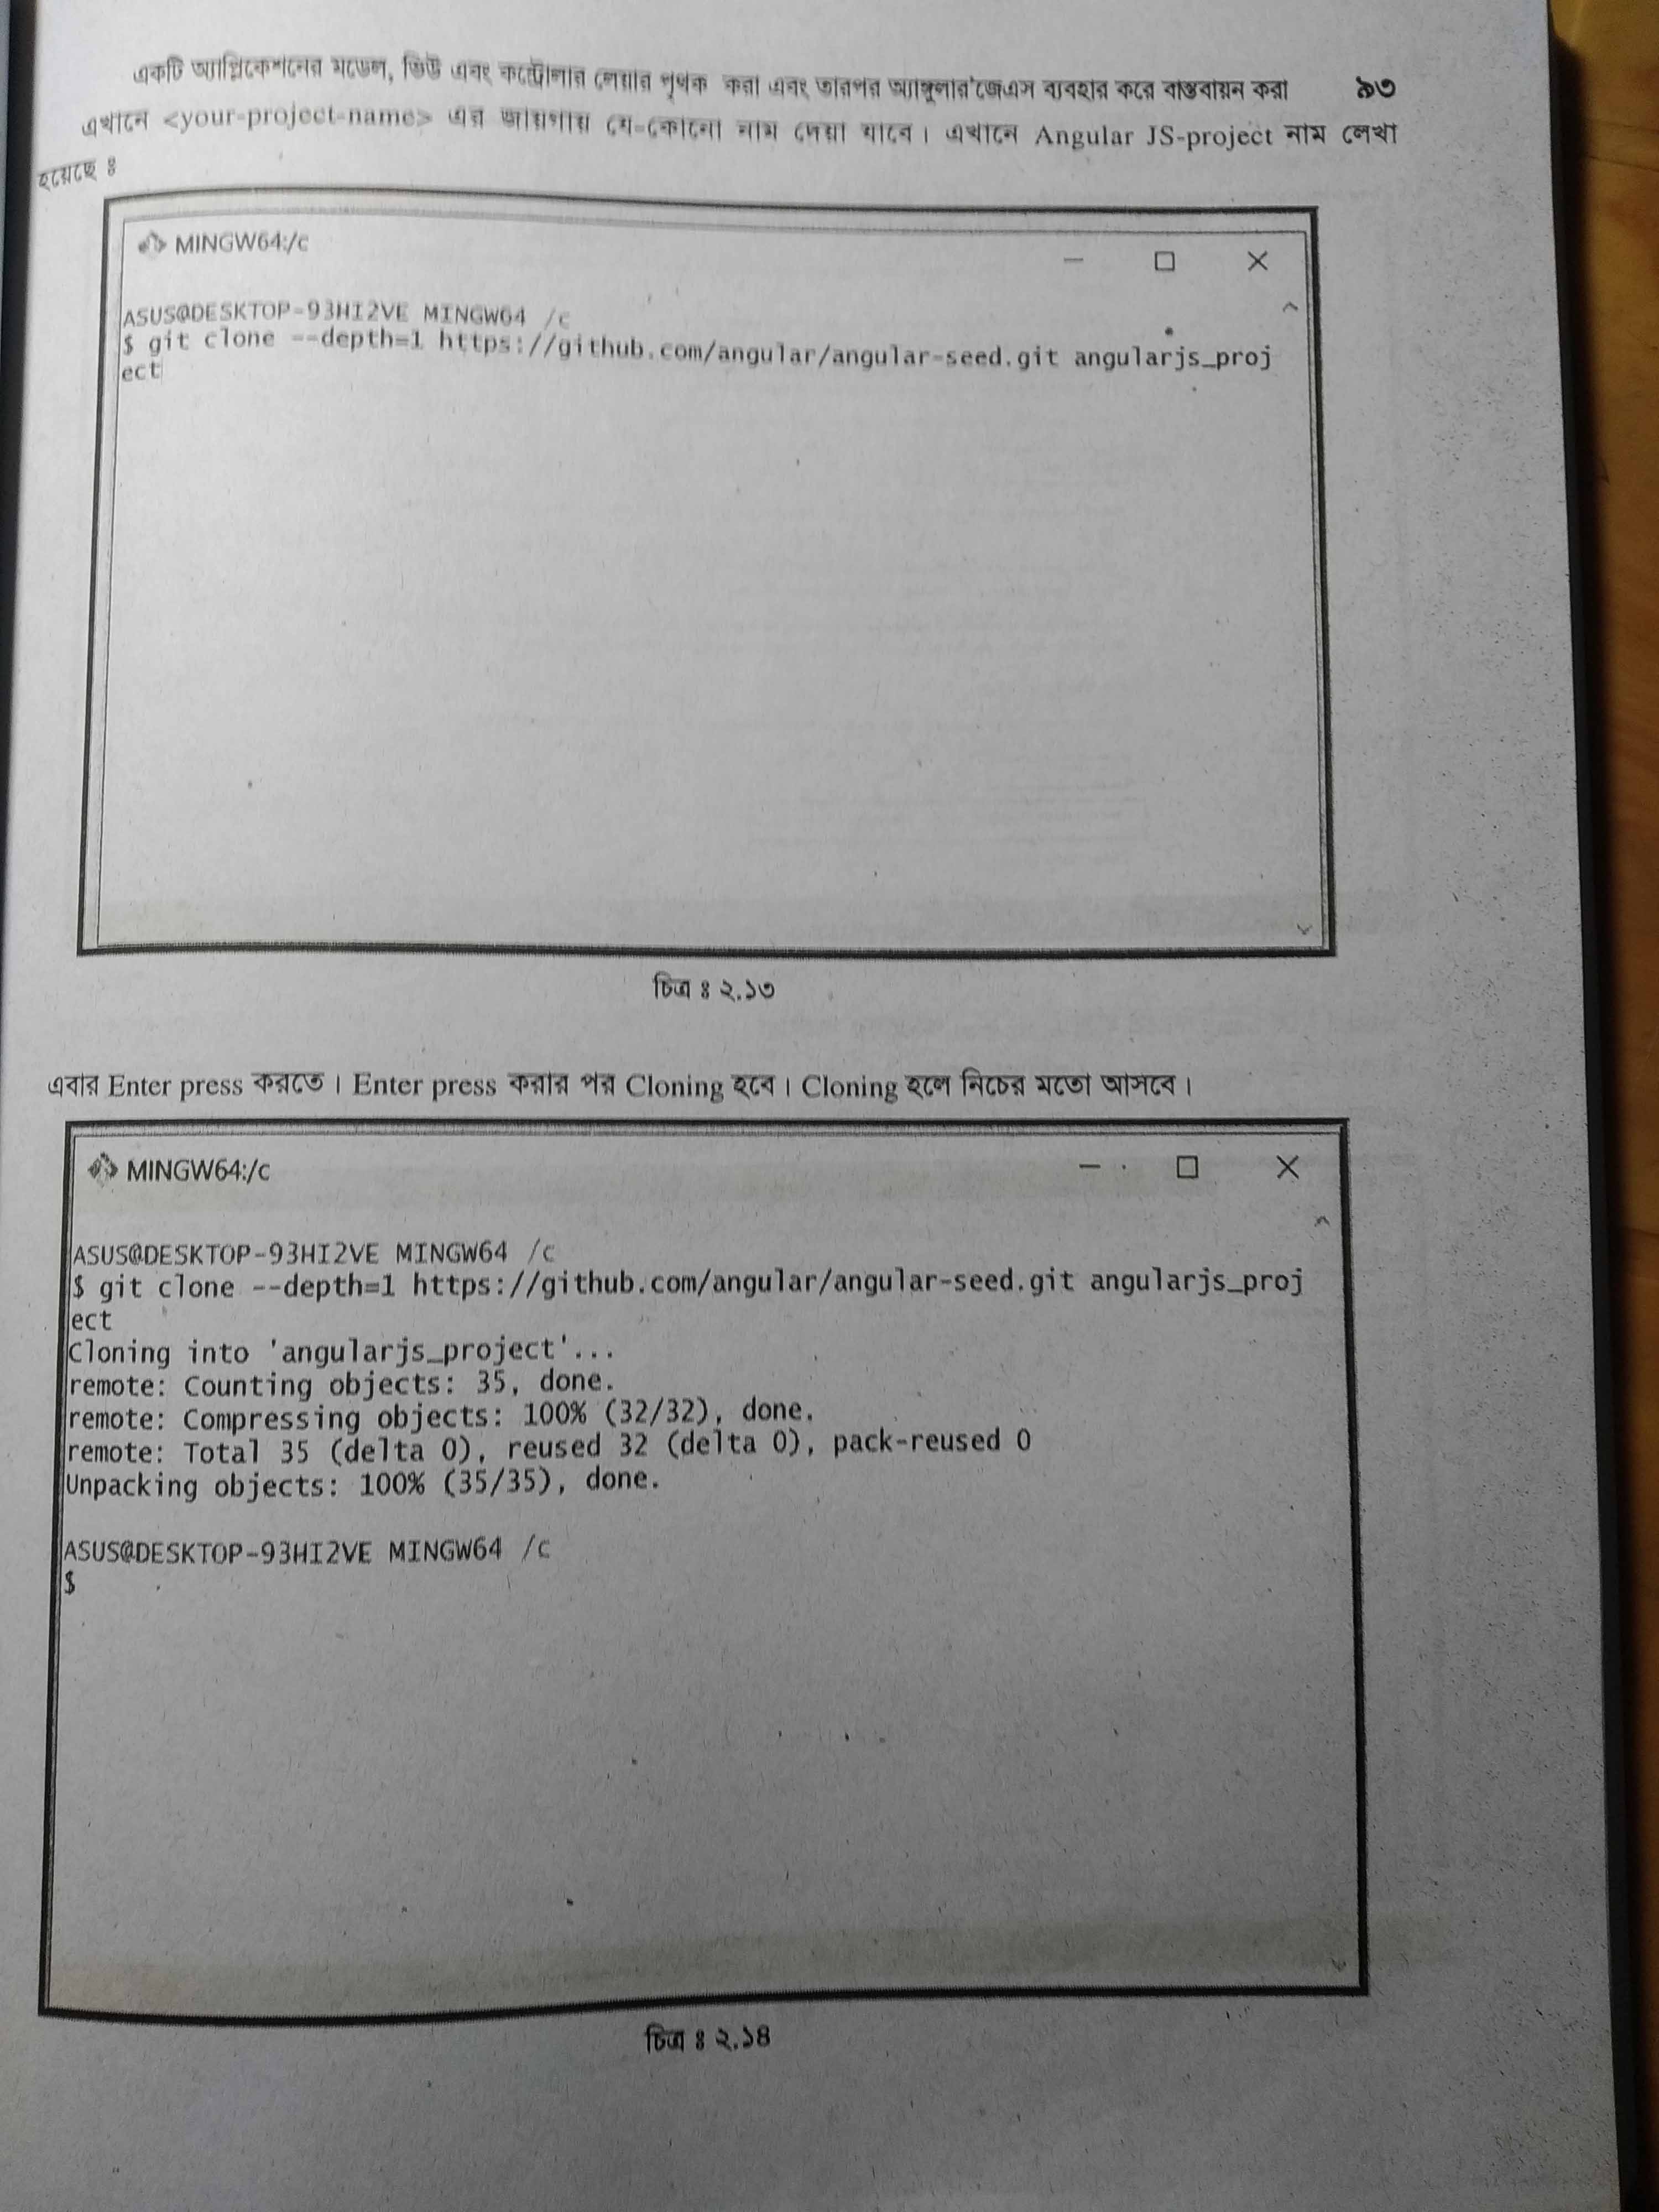 একটি অ্যাপ্লিকেশনের মডেল, ভিউ এবং কন্ট্রোলার লেয়ার পৃথক করা এবং তারপর অ্যাঙ্গুলার জেএস ব্যবহার করে বাস্তবায়ন করা ৯৩
এখানে <your-project-name> এর জায়গায় যে-কোনো নাম দেয়া যাবে। এখানে Angular JS-project নাম লেখা
হয়েছে ঃ
MINGW64:/c
ASUS@DESKTOP-93HI2VE MINGW64 /c
$ git clone --depth=1 https://github.com/angular/angular-seed.git angularjs_proj
ect
চিত্র ঃ ২.১৩
এবার Enter press করতে। Enter press করার পর Cloning হবে। Cloning হলে নিচের মতো আসবে।
MINGW64:/c
ASUS@DESKTOP-93HI2VE MINGW64 /c
$ git clone --depth=1 https://github.com/angular/angular-seed.git angularjs_proj
ect
Cloning into 'angularjs_project'...
remote: Counting objects: 35, done.
remote: Compressing objects: 100% (32/32), done.
remote: Total 35 (delta 0), reused 32 (delta 0), pack-reused 0
Unpacking objects: 100% (35/35), done.
ASUS@DESKTOP-93HI2VE MINGW64 /c
$
চিত্র ঃ ২.১৪